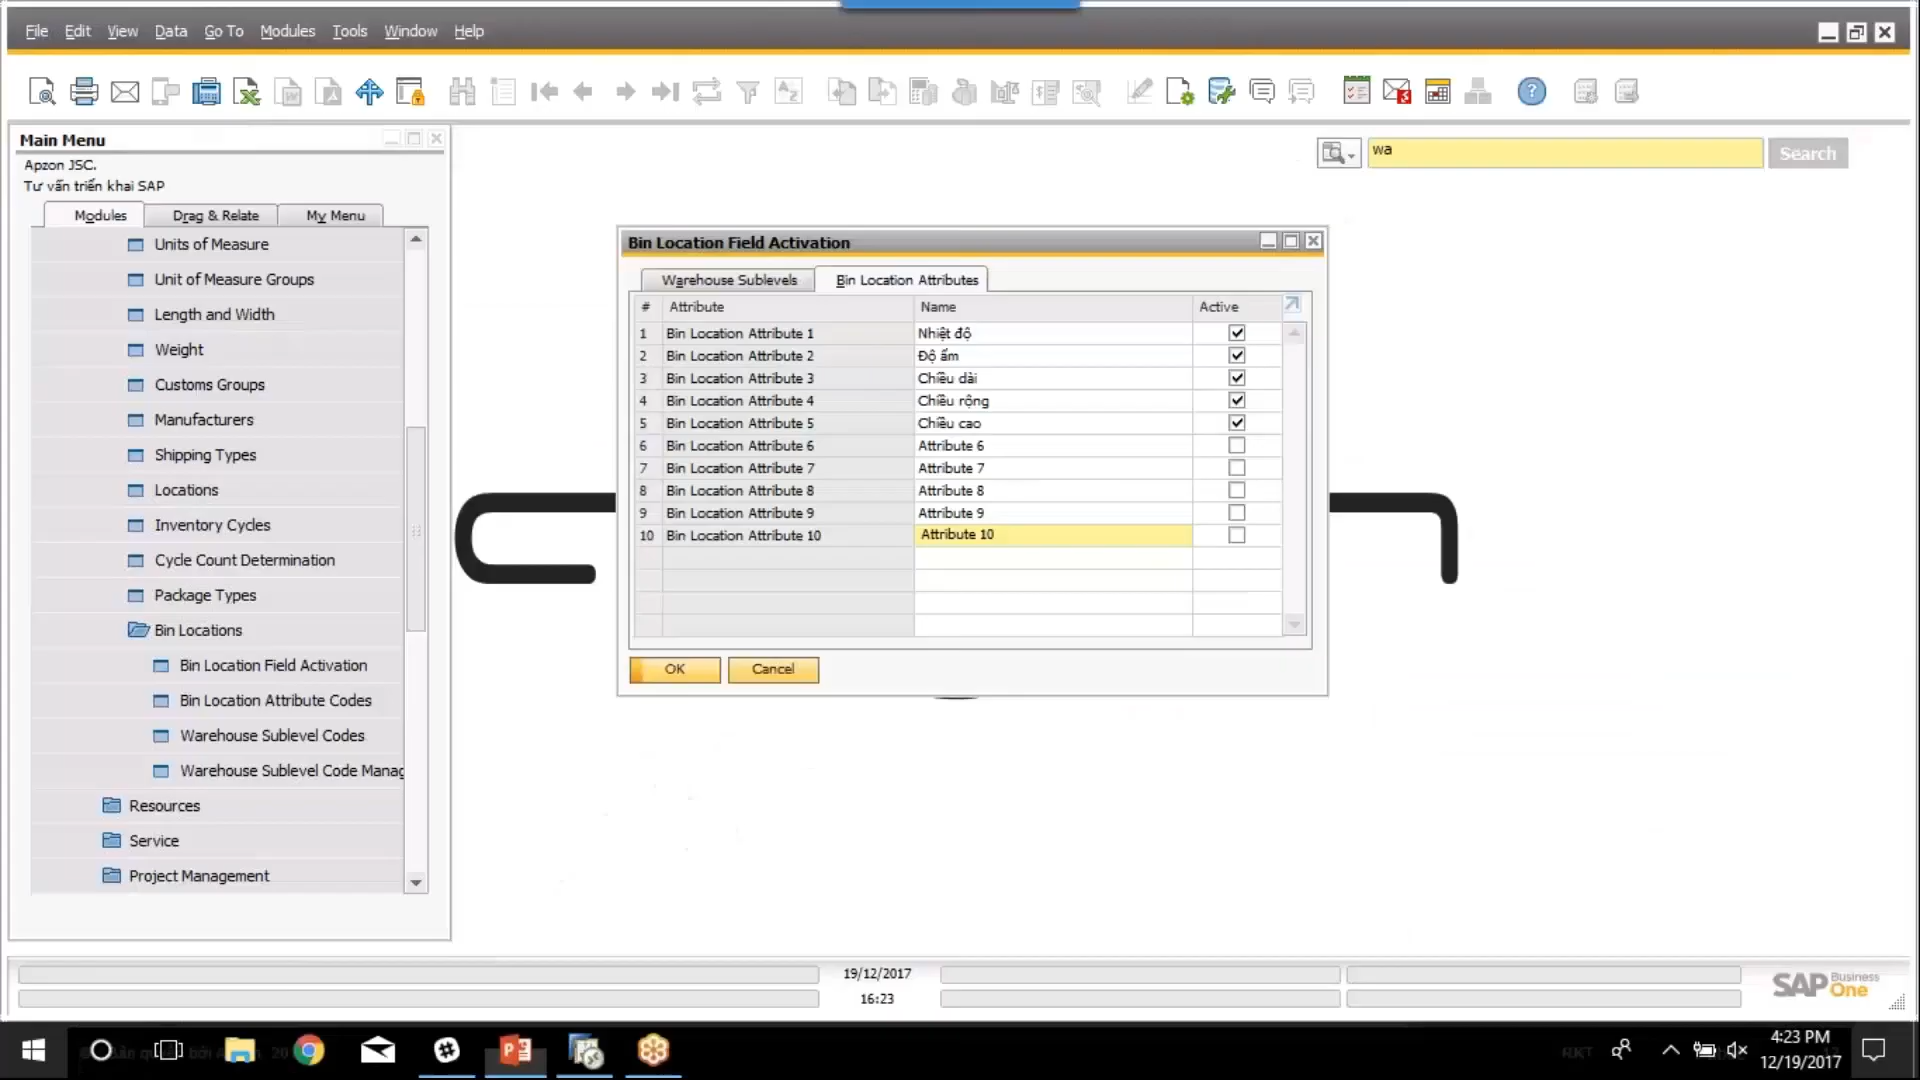 File Edit View Data Go To Modules Tools Window Help
Main Menu
Apzon JSC.
Tư vấn triển khai SAP
Modules Drag & Relate My Menu
wa
Search
Units of Measure
Unit of Measure Groups
Length and Width
Weight
Customs Groups
Manufacturers
Shipping Types
Locations
Inventory Cycles
Cycle Count Determination
Package Types
Bin Locations
Bin Location Field Activation
Bin Location Attribute Codes
Warehouse Sublevel Codes
Warehouse Sublevel Code Manag
Resources
Service
Project Management
Bin Location Field Activation
Warehouse Sublevels Bin Location Attributes
# Attribute Name Active
1 Bin Location Attribute 1 Nhiệt độ
2 Bin Location Attribute 2 Độ ẩm
3 Bin Location Attribute 3 Chiều dài
4 Bin Location Attribute 4 Chiều rộng
5 Bin Location Attribute 5 Chiều cao
6 Bin Location Attribute 6 Attribute 6
7 Bin Location Attribute 7 Attribute 7
8 Bin Location Attribute 8 Attribute 8
9 Bin Location Attribute 9 Attribute 9
10 Bin Location Attribute 10 Attribute 10
OK Cancel
19/12/2017
16:23
SAP Business One
4:23 PM
12/19/2017